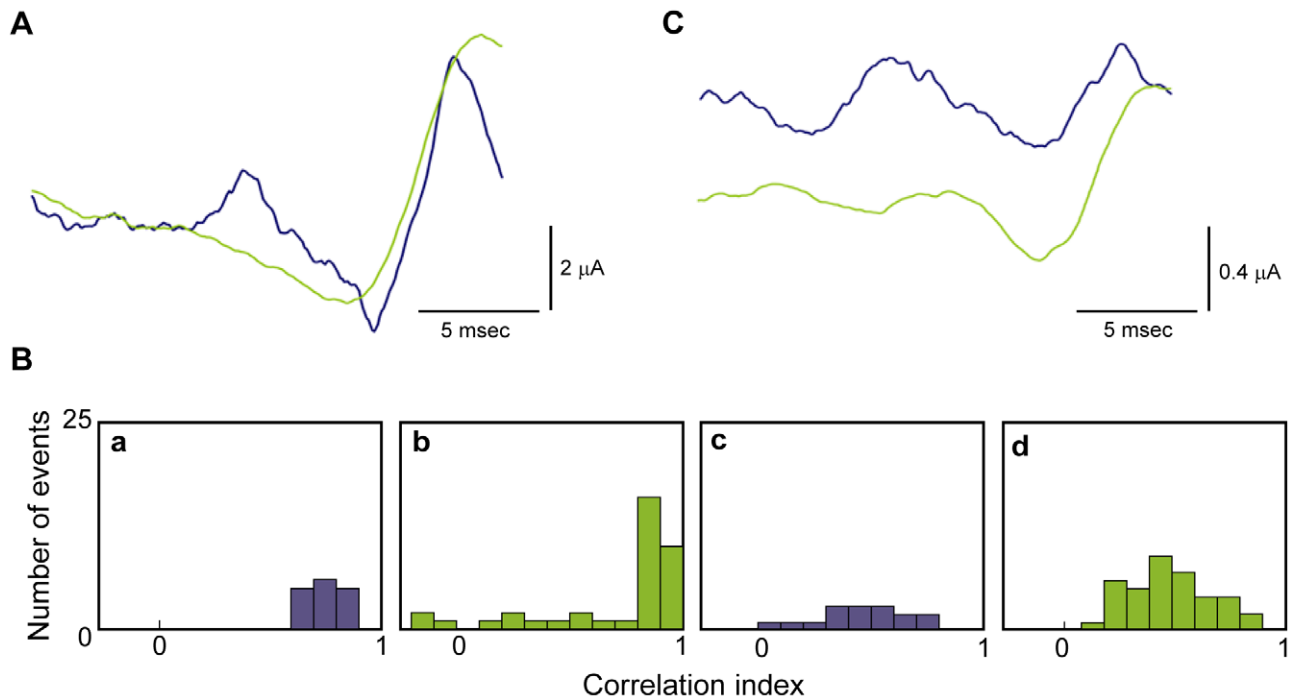 A
C
2 μA
5 msec
0.4 μA
5 msec
B
Number of events
25
0
a
b
c
d
0 1
0 1
0 1
0 1
Correlation index